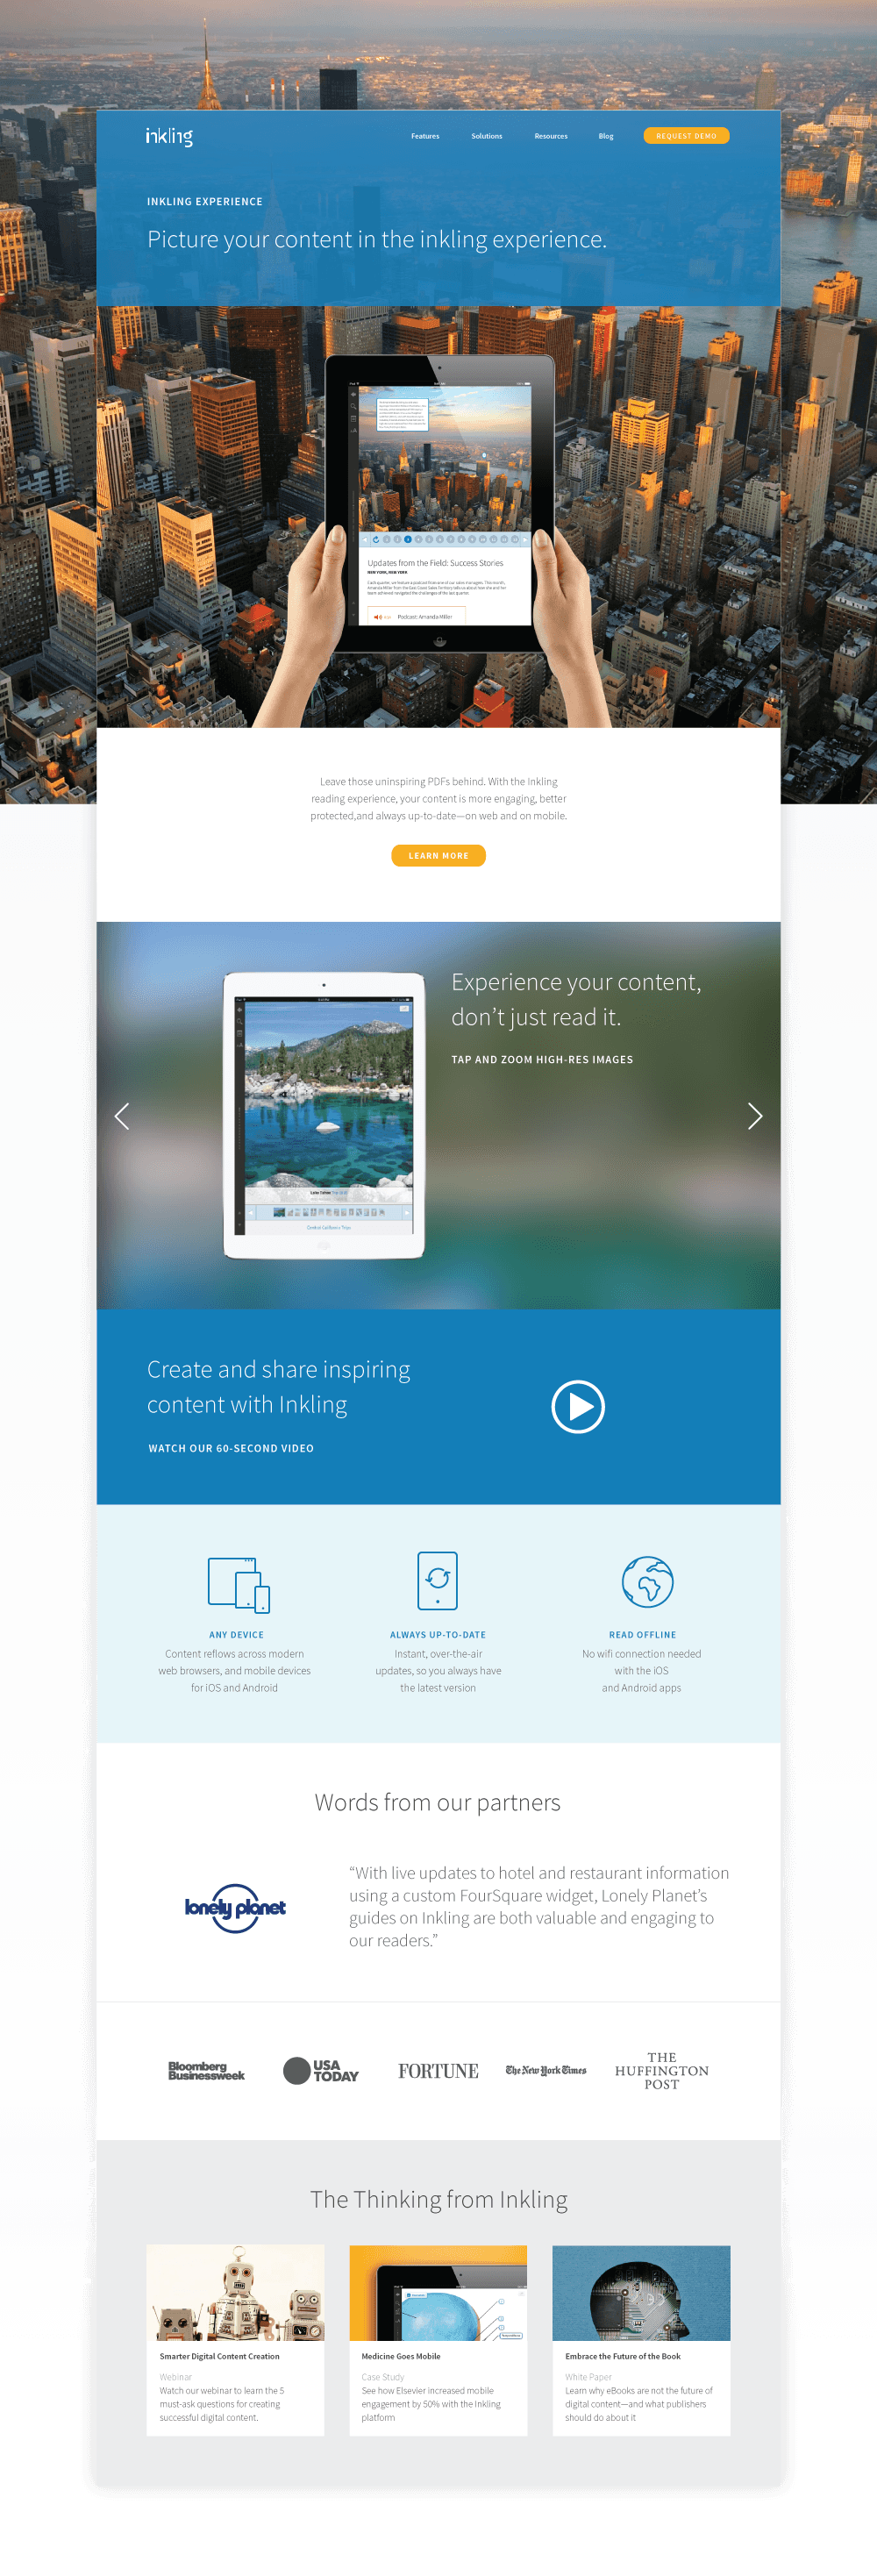 inkling
Features Solutions Resources Blog REQUEST DEMO
INKLING EXPERIENCE
Picture your content in the inkling experience.
Updates from the Field: Success Stories
NEW YORK, NEW YORK
Podcast: Amanda Miller
Leave those uninspiring PDFs behind. With the Inkling
reading experience, your content is more engaging, better
protected,and always up-to-date—on web and on mobile.
LEARN MORE
Experience your content,
don’t just read it.
TAP AND ZOOM HIGH-RES IMAGES
Central California Trips
Create and share inspiring
content with Inkling
WATCH OUR 60-SECOND VIDEO
ANY DEVICE
Content reflows across modern
web browsers, and mobile devices
for iOS and Android
ALWAYS UP-TO-DATE
Instant, over-the-air
updates, so you always have
the latest version
READ OFFLINE
No wifi connection needed
with the iOS
and Android apps
Words from our partners
lonely planet
“With live updates to hotel and restaurant information
using a custom FourSquare widget, Lonely Planet’s
guides on Inkling are both valuable and engaging to
our readers.”
Bloomberg
Businessweek
USA
TODAY
FORTUNE
The New York Times
THE
HUFFINGTON
POST
The Thinking from Inkling
Smarter Digital Content Creation
Webinar
Watch our webinar to learn the 5
must-ask questions for creating
successful digital content.
Medicine Goes Mobile
Case Study
See how Elsevier increased mobile
engagement by 50% with the Inkling
platform
Embrace the Future of the Book
White Paper
Learn why eBooks are not the future of
digital content—and what publishers
should do about it